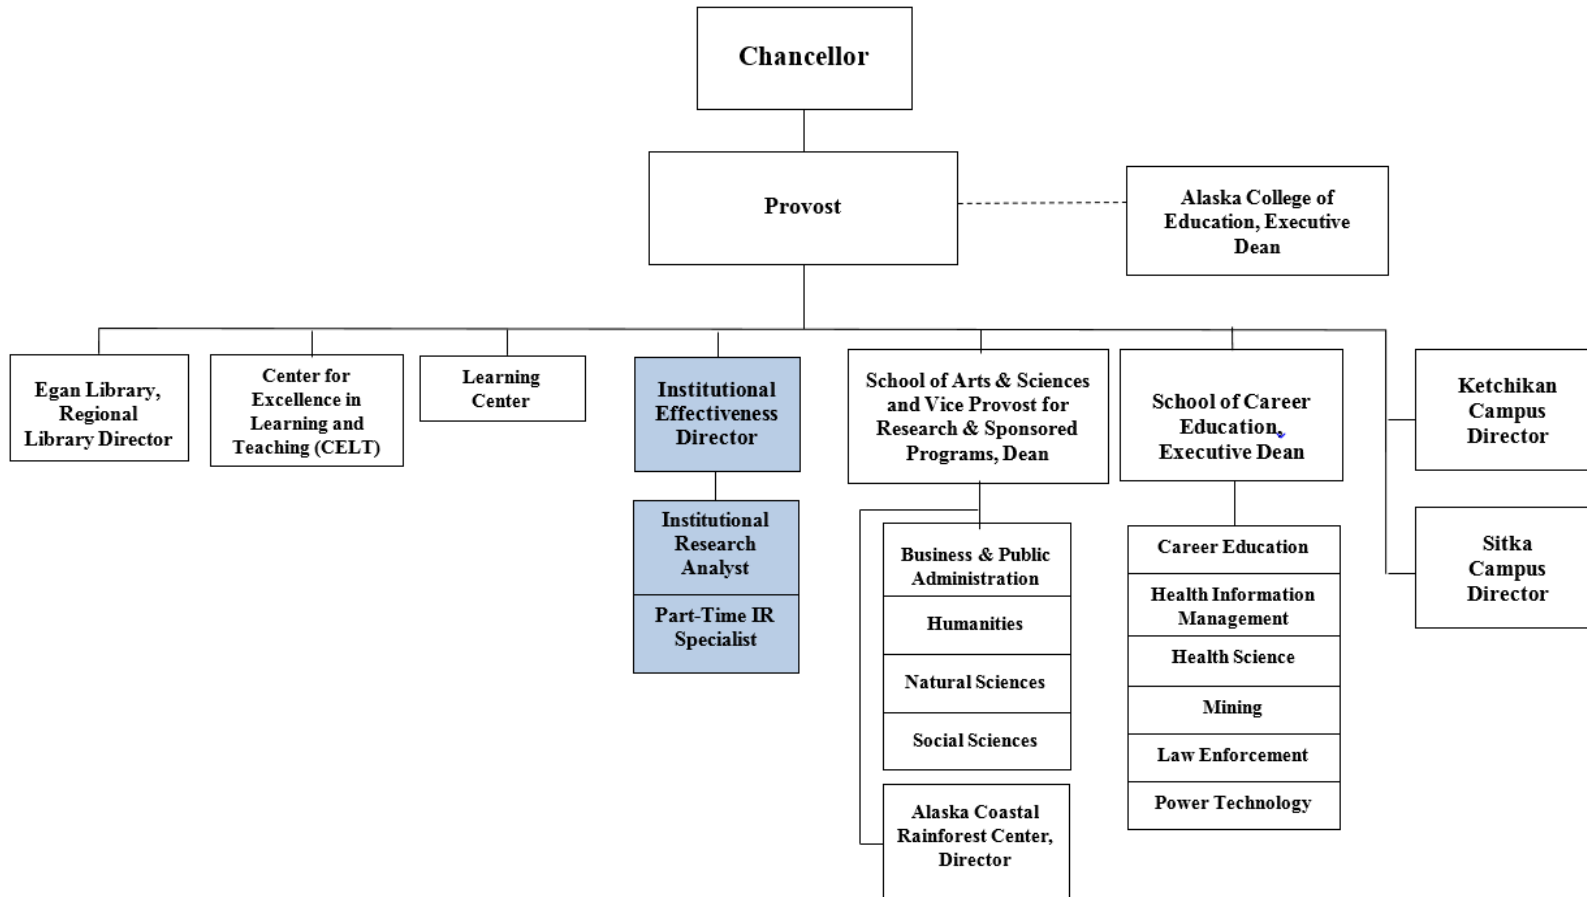 Chancellor
Provost
Alaska College of
Education, Executive
Dean
Egan Library,
Regional
Library Director
Center for
Excellence in
Learning and
Teaching (CELT)
Learning
Center
Institutional
Effectiveness
Director
School of Arts & Sciences
and Vice Provost for
Research & Sponsored
Programs, Dean
School of Career
Education,
Executive Dean
Ketchikan
Campus
Director
Institutional
Research
Analyst
Part-Time IR
Specialist
Business & Public
Administration
Humanities
Natural Sciences
Social Sciences
Alaska Coastal
Rainforest Center,
Director
Career Education
Health Information
Management
Health Science
Mining
Law Enforcement
Power Technology
Sitka
Campus
Director